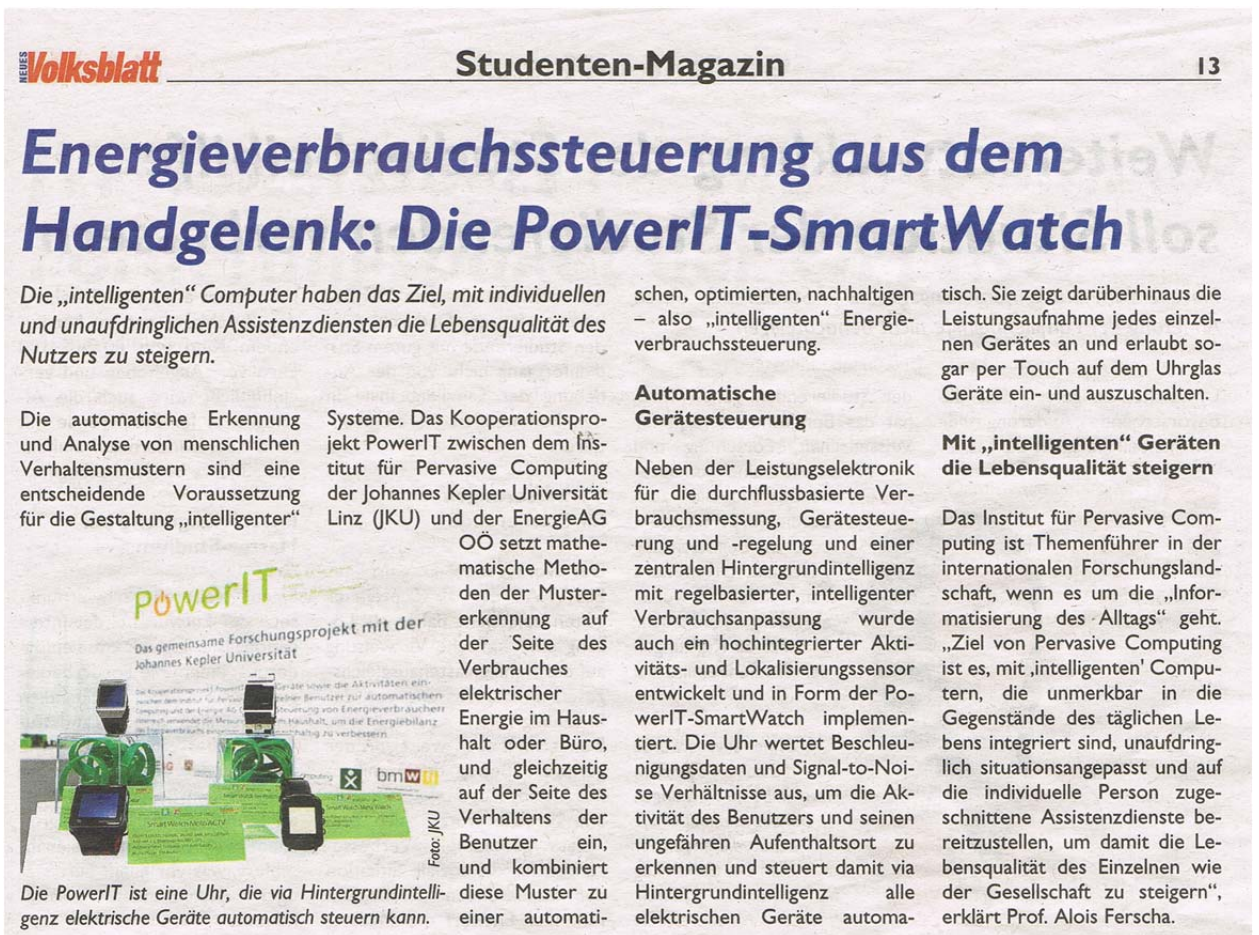 NEUES Volksblatt
Studenten-Magazin
13
Energieverbrauchssteuerung aus dem
Handgelenk: Die PowerIT-SmartWatch
Die „intelligenten“ Computer haben das Ziel, mit individuellen
und unaufdringlichen Assistenzdiensten die Lebensqualität des
Nutzers zu steigern.
Die automatische Erkennung
und Analyse von menschlichen
Verhaltensmustern sind eine
entscheidende Voraussetzung
für die Gestaltung „intelligenter“
Systeme. Das Kooperationspro-
jekt PowerIT zwischen dem Ins-
titut für Pervasive Computing
der Johannes Kepler Universität
Linz (JKU) und der EnergieAG
OÖ setzt mathe-
matische Metho-
den der Muster-
erkennung auf
der Seite des
Verbrauches
elektrischer
Energie im Haus-
halt oder Büro,
und gleichzeitig
auf der Seite des
Verhaltens der
Benutzer ein,
und kombiniert
diese Muster zu
einer automati-
schen, optimierten, nachhaltigen
– also „intelligenten“ Energie-
verbrauchssteuerung.
Automatische
Gerätesteuerung
Neben der Leistungselektronik
für die durchflussbasierte Ver-
brauchsmessung, Gerätesteue-
rung und -regelung und einer
zentralen Hintergrundintelligenz
mit regelbasierter, intelligenter
Verbrauchsanpassung wurde
auch ein hochintegrierter Akti-
vitäts- und Lokalisierungssensor
entwickelt und in Form der Po-
werIT-SmartWatch implemen-
tiert. Die Uhr wertet Beschleu-
nigungsdaten und Signal-to-Noi-
se Verhältnisse aus, um die Ak-
tivität des Benutzers und seinen
ungefähren Aufenthaltsort zu
erkennen und steuert damit via
Hintergrundintelligenz alle
elektrischen Geräte automa-
tisch. Sie zeigt darüberhinaus die
Leistungsaufnahme jedes einzel-
nen Gerätes an und erlaubt so-
gar per Touch auf dem Uhrglas
Geräte ein- und auszuschalten.
Mit „intelligenten“ Geräten
die Lebensqualität steigern
Das Institut für Pervasive Com-
puting ist Themenführer in der
internationalen Forschungsland-
schaft, wenn es um die „Infor-
matisierung des Alltags“ geht.
„Ziel von Pervasive Computing
ist es, mit ‚intelligenten' Compu-
tern, die unmerkbar in die
Gegenstände des täglichen Le-
bens integriert sind, unaufdring-
lich situationsangepasst und auf
die individuelle Person zuge-
schnittene Assistenzdienste be-
reitzustellen, um damit die Le-
bensqualität des Einzelnen wie
der Gesellschaft zu steigern“,
erklärt Prof. Alois Ferscha.
PowerIT
Das gemeinsame Forschungsprojekt mit der
Johannes Kepler Universität
Geräte sowie die Aktivitäten ein-
Benutzer zur automatischen
von Energieverbrauchern
Haushalt, um die Energiebilanz
zu verbessern
bmwfj
Foto: JKU
Die PowerIT ist eine Uhr, die via Hintergrundintelli-
genz elektrische Geräte automatisch steuern kann.